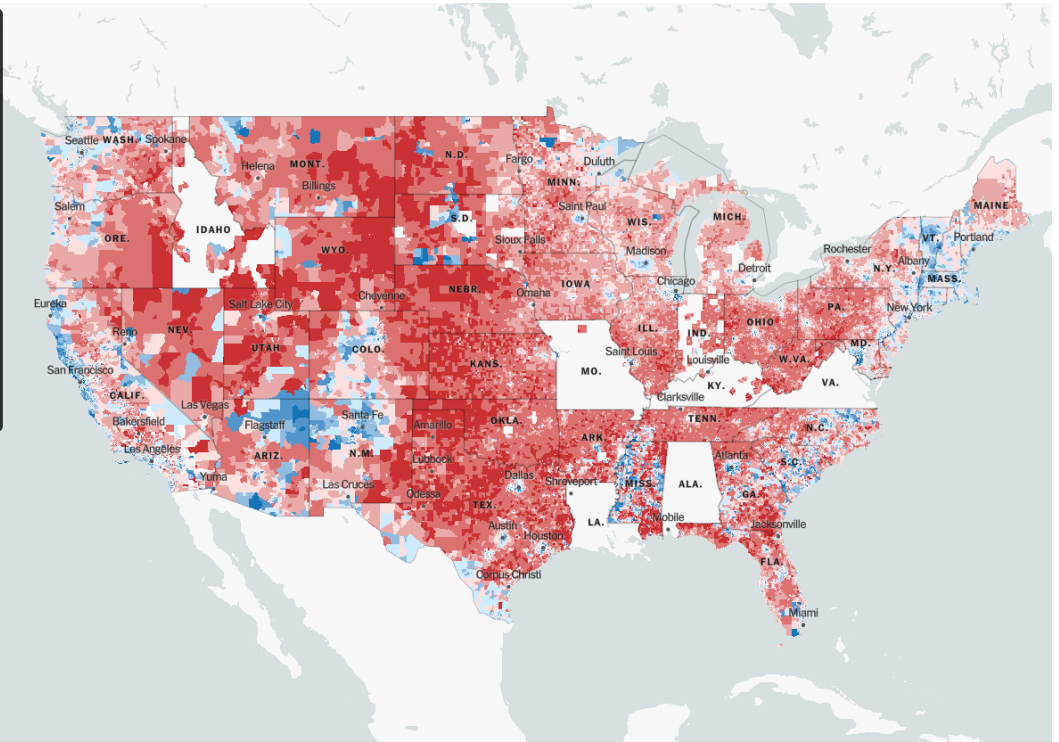 Seattle WASH. Spokane
Helena MONT.
Billings
N.D.
Fargo
Duluth
MINN.
Saint Paul
WIS.
MICH.
MAINE
Salem
ORE.
IDAHO
WYO.
S.D.
Sioux Falls
Madison
Detroit
Rochester
N.Y.
Albany
VT.
Portland
MASS.
Eureka
Reno
NEV.
Salt Lake City
UTAH
Cheyenne
COLO.
NEBR.
Omaha
IOWA
Chicago
ILL.
IND.
OHIO
PA.
New York
MD.
San Francisco
CALIF.
Bakersfield
Los Angeles
Las Vegas
Flagstaff
ARIZ.
Yuma
Santa Fe
N.M.
Las Cruces
KANS.
Saint Louis
MO.
Louisville
KY.
W.VA.
VA.
Clarksville
TENN.
N.C.
Amarillo
OKLA.
Lubbock
Odessa
TEX.
Dallas
Austin
Houston
Corpus Christi
ARK.
Shreveport
LA.
MISS.
ALA.
Mobile
Atlanta
GA.
S.C.
Jacksonville
FLA.
Miami